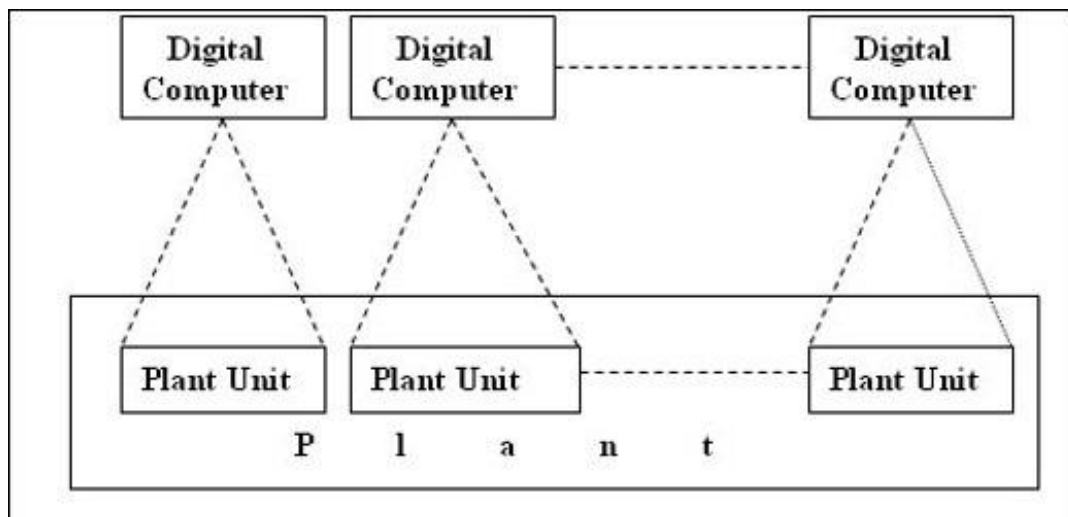 Digital
Computer
Digital
Computer
Digital
Computer
Plant Unit
Plant Unit
Plant Unit
P l a n t